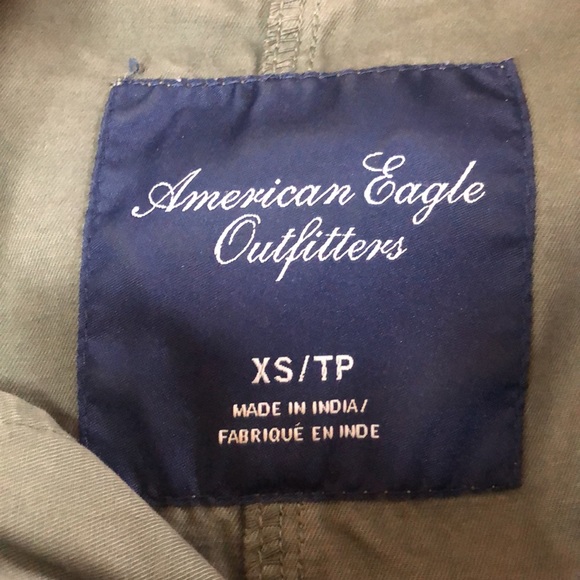 American Eagle
Outfitters
XS/TP
MADE IN INDIA/
FABRIQUÉ EN INDE